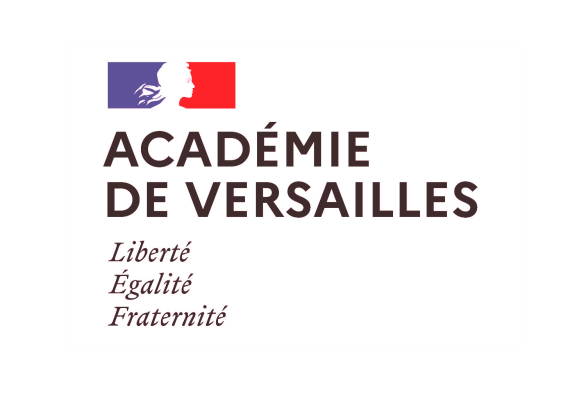 ACADÉMIE
DE VERSAILLES
Liberté
Égalité
Fraternité